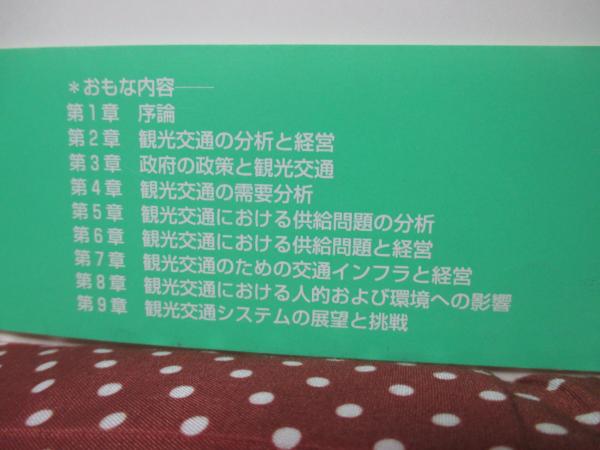 ＊おもな内容――
第1章 序論
第2章 観光交通の分析と経営
第3章 政府の政策と観光交通
第4章 観光交通の需要分析
第5章 観光交通における供給問題の分析
第6章 観光交通における供給問題と経営
第7章 観光交通のための交通インフラと経営
第8章 観光交通における人的および環境への影響
第9章 観光交通システムの展望と挑戦